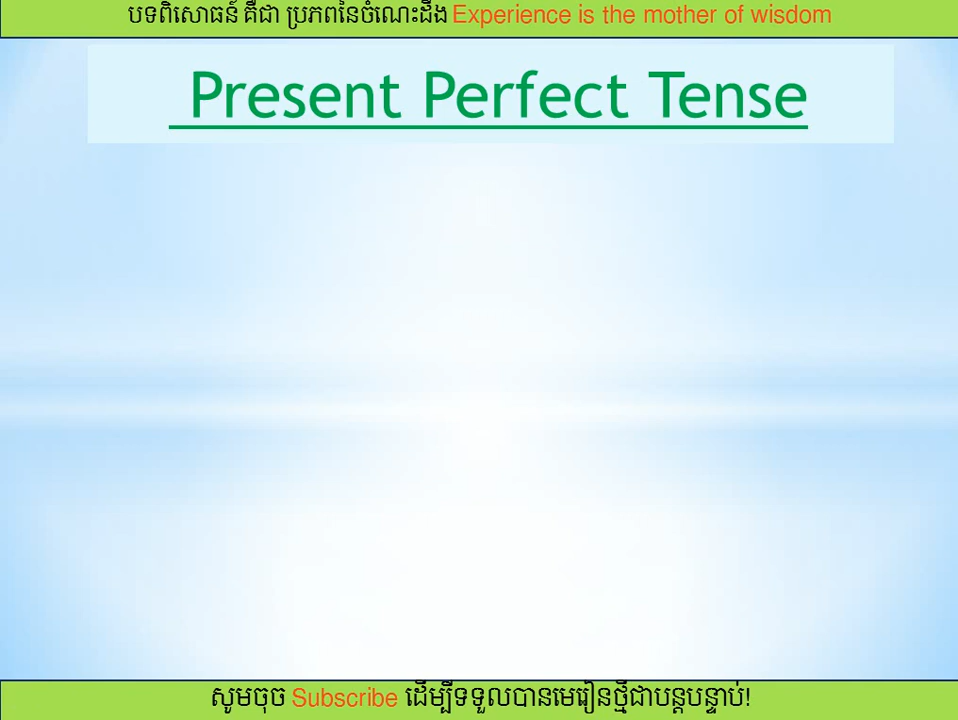 បទពិសោធន៍ គឺជា ប្រភពនៃចំណេះដឹង Experience is the mother of wisdom
Present Perfect Tense
សូមចុច Subscribe ដើម្បីទទួលបានមេរៀនថ្មីជាបន្តបន្ទាប់!